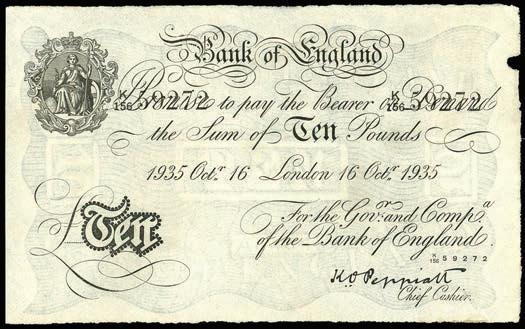 Bank of England
K/156 59272 Promise to pay the Bearer on Demand K/156 59272
the Sum of Ten Pounds
1935 Octr. 16 London 16 Octr. 1935
For the Govr. and Compa.
of the Bank of England.
K/156 59272
£Ten
K O Peppiatt
Chief Cashier.